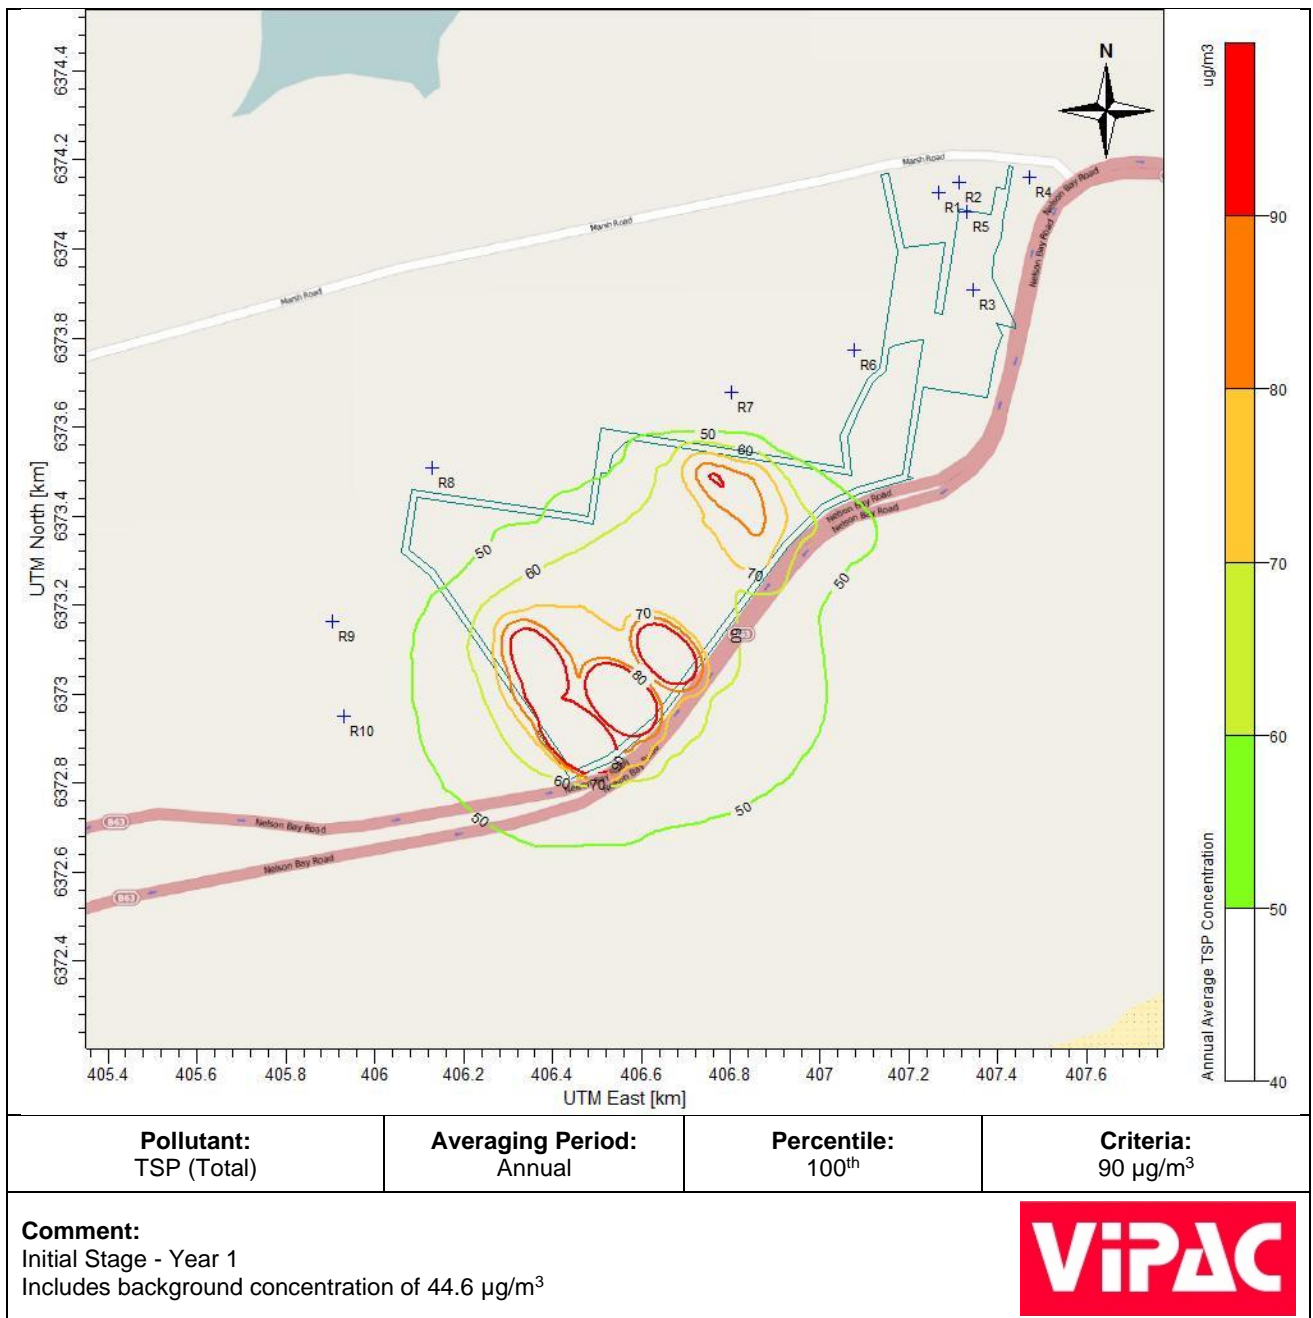 ug/m3
N
Marsh Road
Nelson Bay Road
R4
R2
R1
R5
Marsh Road
Nelson Bay Road
Marsh Road
R3
R6
R7
R8
R9
R10
50
60
50
60
70
50
70
80
60
60
70
50
50
Nelson Bay Road
Nelson Bay Road
B63
Nelson Bay Road
B63
Nelson Bay Road
6374.4
6374.2
6374
6373.8
6373.6
6373.4
6373.2
6373
6372.8
6372.6
6372.4
UTM North [km]
405.4 405.6 405.8 406 406.2 406.4 406.6 406.8 407 407.2 407.4 407.6
UTM East [km]
90
80
70
60
50
40
Annual Average TSP Concentration
Pollutant:
TSP (Total)
Averaging Period:
Annual
Percentile:
100th
Criteria:
90 µg/m³
Comment:
Initial Stage - Year 1
Includes background concentration of 44.6 µg/m³
ViPAC